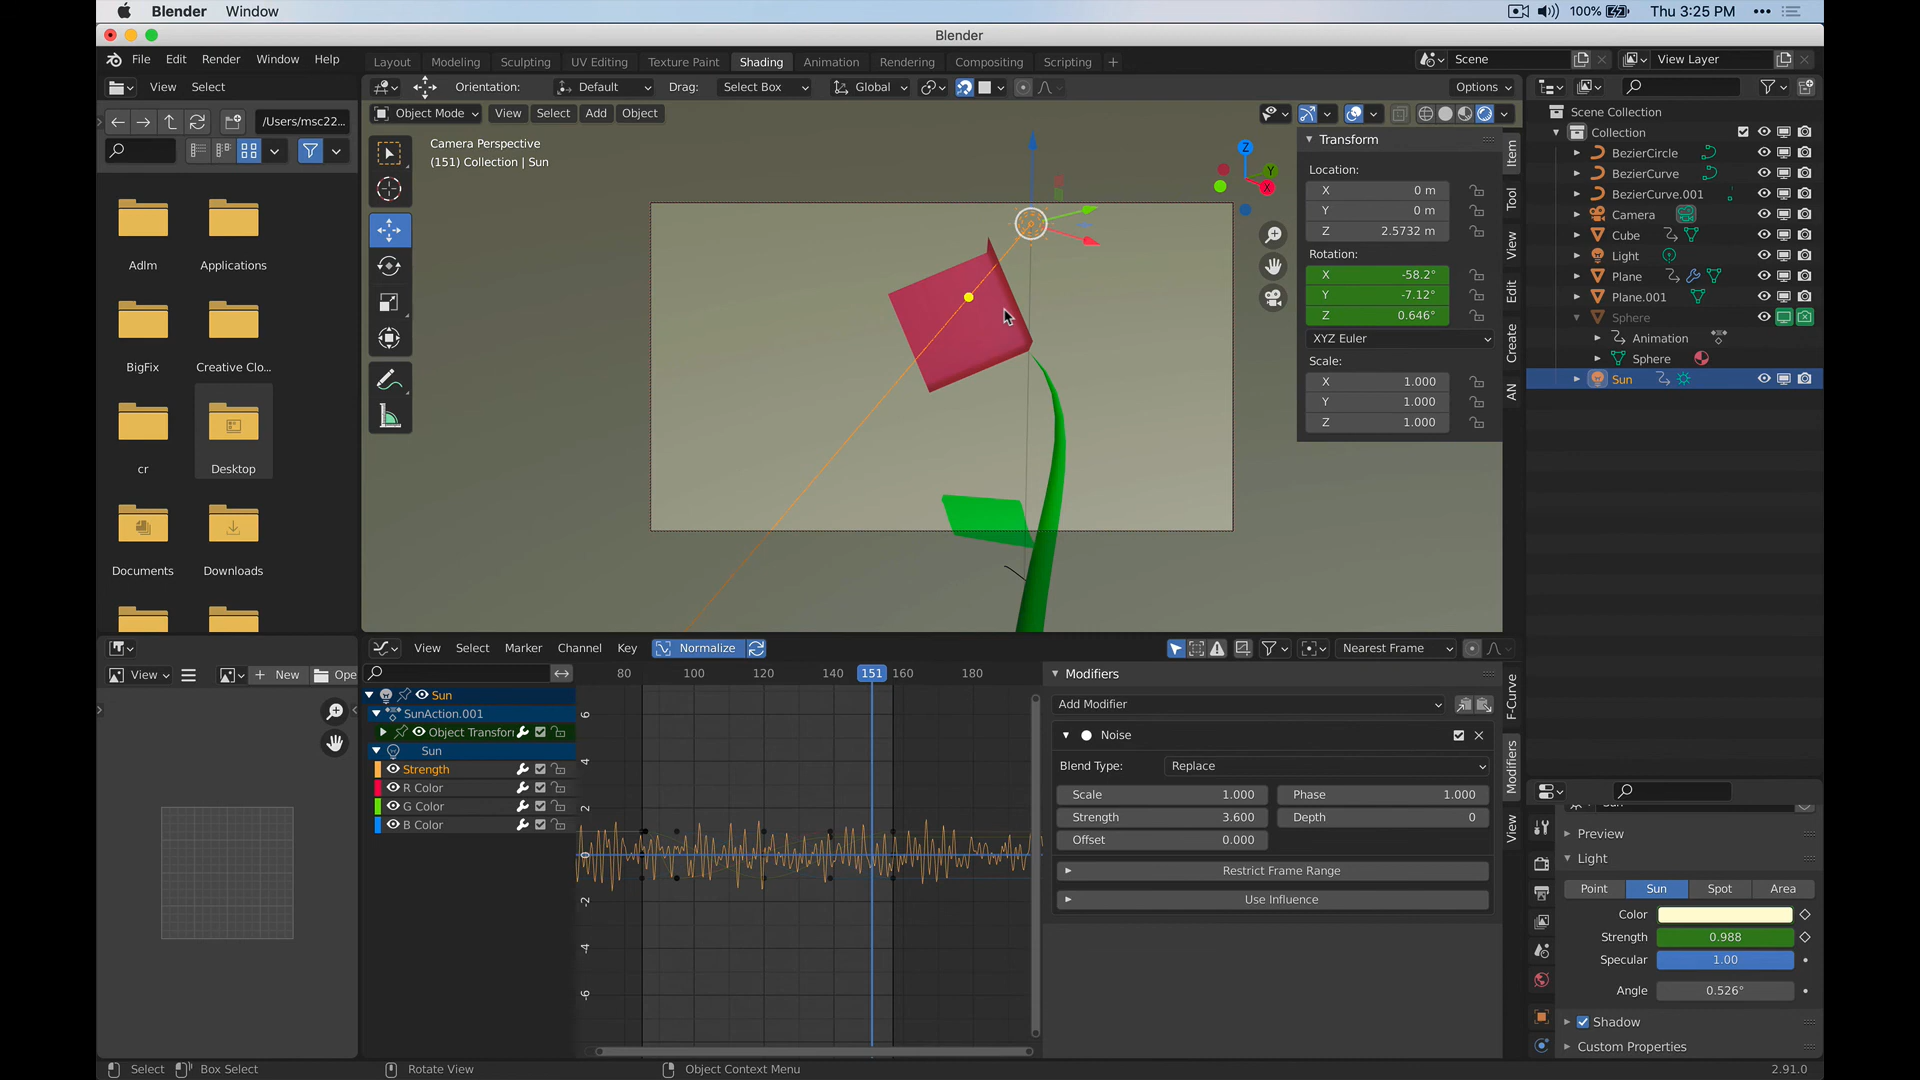 Blender Window 100% Thu 3:25 PM
Blender
File Edit Render Window Help Layout Modeling Sculpting UV Editing Texture Paint Shading Animation Rendering Compositing Scripting + Scene View Layer
View Select Orientation: Default Drag: Select Box Global Options
Object Mode View Select Add Object
/Users/msc22...
Camera Perspective
(151) Collection | Sun
Adlm Applications
BigFix Creative Clo...
cr Desktop
Documents Downloads
Z
Y
X
Transform
Location:
X 0 m
Y 0 m
Z 2.5732 m
Rotation:
X -58.2°
Y -7.12°
Z 0.646°
XYZ Euler
Scale:
X 1.000
Y 1.000
Z 1.000
Item
Tool
View
Edit
Create
AN
Scene Collection
Collection
BezierCircle
BezierCurve
BezierCurve.001
Camera
Cube
Light
Plane
Plane.001
Sphere
Animation
Sphere
Sun
View New Ope
View Select Marker Channel Key Normalize Nearest Frame
80 100 120 140 151 160 180
Sun
SunAction.001
Object Transfor
Sun
Strength
R Color
G Color
B Color
6
4
2
0
-2
-4
-6
Modifiers
Add Modifier
Noise
Blend Type: Replace
Scale 1.000 Phase 1.000
Strength 3.600 Depth 0
Offset 0.000
Restrict Frame Range
Use Influence
F-Curve
Modifiers
View
Preview
Light
Point Sun Spot Area
Color
Strength 0.988
Specular 1.00
Angle 0.526°
Shadow
Custom Properties
Select Box Select Rotate View Object Context Menu 2.91.0